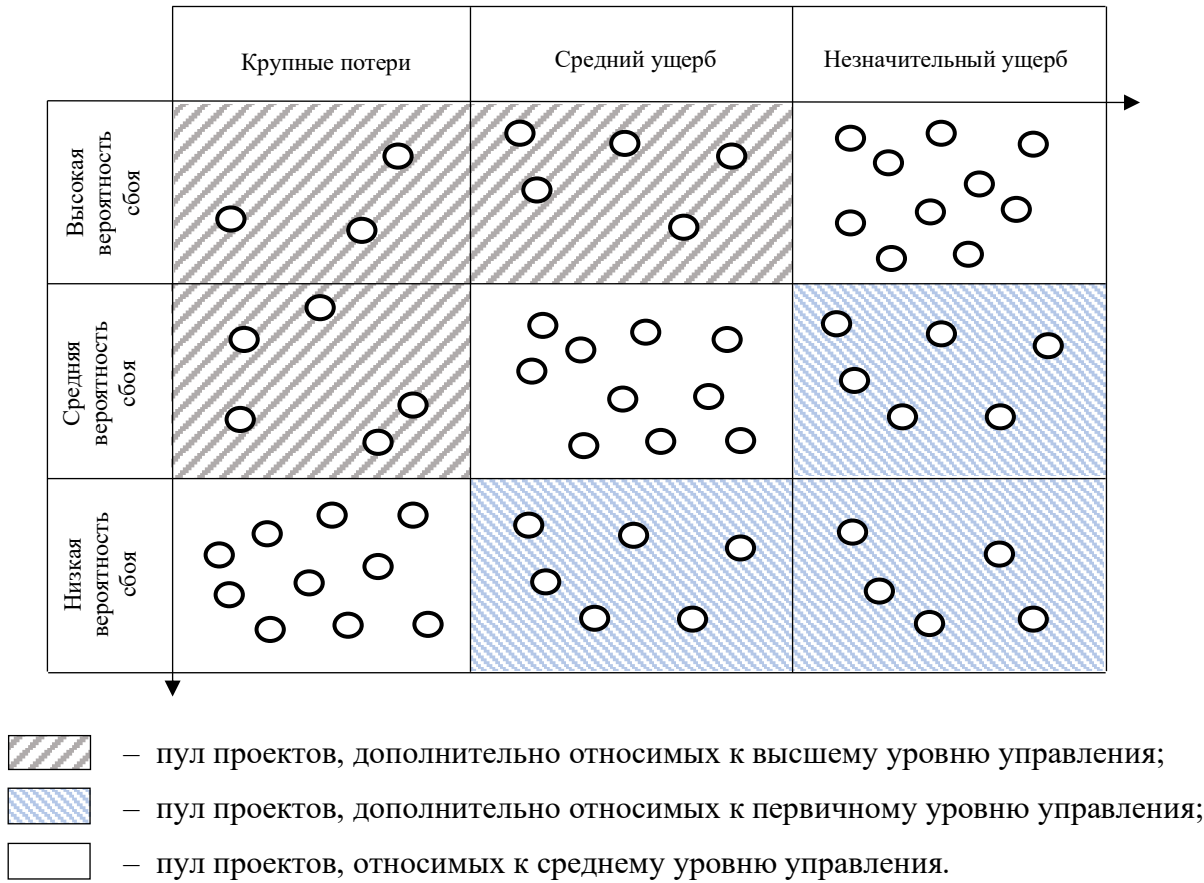 Крупные потери
Средний ущерб
Незначительный ущерб
Высокая
вероятность
сбоя
Средняя
вероятность
сбоя
Низкая
вероятность
сбоя
– пул проектов, дополнительно относимых к высшему уровню управления;
– пул проектов, дополнительно относимых к первичному уровню управления;
– пул проектов, относимых к среднему уровню управления.